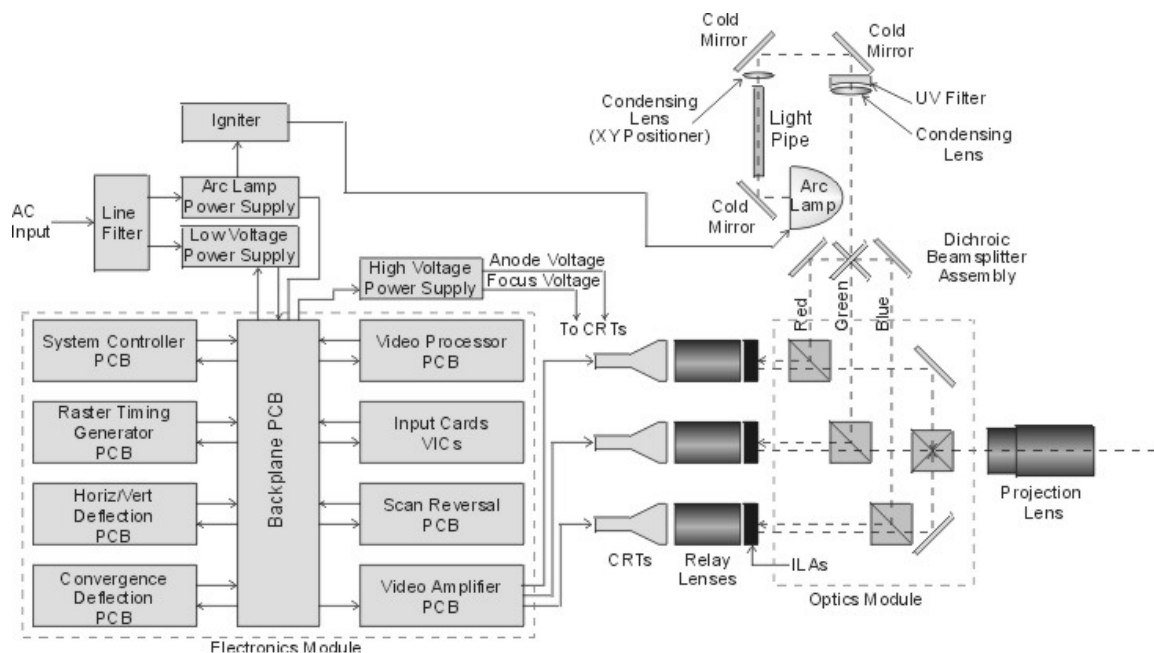 Cold
Mirror
Cold
Mirror
UV Filter
Condensing
Lens
Condensing
Lens
(XY Positioner)
Light
Pipe
Arc
Lamp
Cold
Mirror
Igniter
AC
Input
Line
Filter
Arc Lamp
Power Supply
Low Voltage
Power Supply
High Voltage
Power Supply
Anode Voltage
Focus Voltage
To CRTs
Dichroic
Beamsplitter
Assembly
Red
Green
Blue
System Controller
PCB
Raster Timing
Generator
PCB
Horiz/Vert
Deflection
PCB
Convergence
Deflection
PCB
Backplane PCB
Video Processor
PCB
Input Cards
VICs
Scan Reversal
PCB
Video Amplifier
PCB
Electronics Module
CRTs
Relay
Lenses
ILAs
Optics Module
Projection
Lens